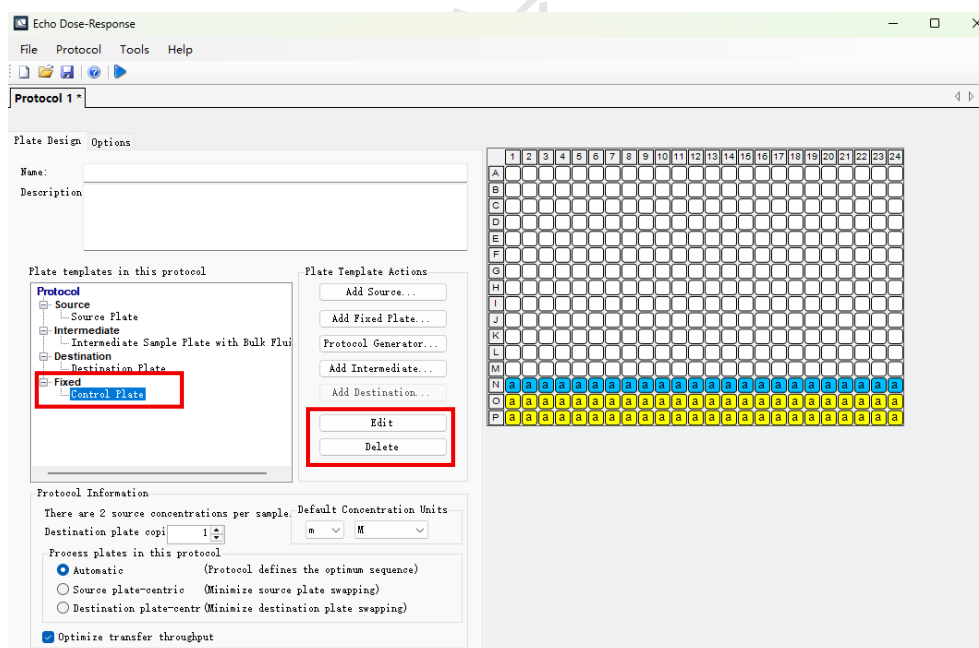 Echo Dose-Response
File Protocol Tools Help
Protocol 1 *
Plate Design Options
Name:
Description
Plate templates in this protocol
Protocol
Source
Source Plate
Intermediate
Intermediate Sample Plate with Bulk Flui
Destination
Destination Plate
Fixed
Control Plate
Plate Template Actions
Add Source...
Add Fixed Plate...
Protocol Generator...
Add Intermediate...
Add Destination...
Edit
Delete
Protocol Information
There are 2 source concentrations per sample.
Destination plate copi 1
Default Concentration Units
m M
Process plates in this protocol
Automatic (Protocol defines the optimum sequence)
Source plate-centric (Minimize source plate swapping)
Destination plate-centr (Minimize destination plate swapping)
Optimize transfer throughput
1 2 3 4 5 6 7 8 9 10 11 12 13 14 15 16 17 18 19 20 21 22 23 24
A
B
C
D
E
F
G
H
I
J
K
L
M
N a a a a a a a a a a a a a a a a a a a a a a a a
O a a a a a a a a a a a a a a a a a a a a a a a a
P a a a a a a a a a a a a a a a a a a a a a a a a